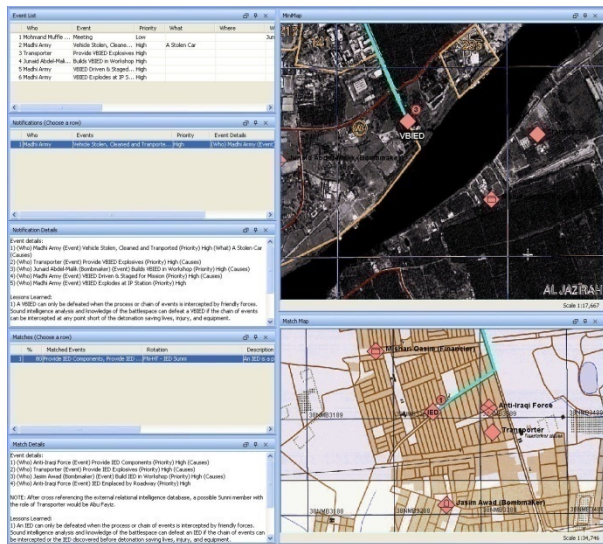 Event List
Who Event Priority What Where
1 Mohmand Muffle ... Meeting Low Jun
2 Madhi Army Vehicle Stolen, Cleane... High A Stolen Car
3 Transporter Provide VBIED Explosives High
4 Junaid Abdel-Mali... Builds VBIED in Workshop High
5 Madhi Army VBIED Driven & Staged... High
6 Madhi Army VBIED Explodes at IP S... High
Notifications (Choose a row)
Who Events Priority Event Details
1 Madhi Army Vehicle Stolen, Cleaned and Tranporte... High (Who) Madhi Army (Event)
Notification Details
Event details:
1) (Who) Madhi Army (Event) Vehicle Stolen, Cleaned and Tranported (Priority) High (What) A Stolen Car
(Causes)
2) (Who) Transporter (Event) Provide VBIED Explosives (Priority) High (Causes)
3) (Who) Junaid Abdel-Malik (Bombmaker) (Event) Builds VBIED in Workshop (Priority) High (Causes)
4) (Who) Madhi Army (Event) VBIED Driven & Staged for Mission (Priority) High (Causes)
5) (Who) Madhi Army (Event) VBIED Explodes at IP Station (Priority) High
Lessons Learned:
1) A VBIED can only be defeated when the process or chain of events is intercepted by friendly forces.
Sound intelligence analysis and knowledge of the battlespace can defeat a VBIED if the chain of events
can be intercepted at any point short of the detonation saving lives, injury, and equipment.
Matches (Choose a row)
% Matched Events Match Name Description
1 80 Provide IED Components, Provide IED ... IED Sunni An IED is a p
Match Details
Event details:
1) (Who) Anti-Iraqi Force (Event) Provide IED Components (Priority) High (Causes)
2) (Who) Transporter (Event) Provide IED Explosives (Priority) High (Causes)
3) (Who) Jasim Awad (Bombmaker) (Event) Build IED in Workshop (Priority) High (Causes)
4) (Who) Anti-Iraqi Force (Event) IED Emplaced by Roadway (Priority) High
NOTE: After cross referencing the external relational intelligence database, a possible Sunni member with
the role of Transporter would be Abu Fayiz.
Lessons Learned:
1) An IED can only be defeated when the process or chain of events is intercepted by friendly forces.
Sound intelligence analysis and knowledge of the battlespace can defeat an IED if the chain of events can
be intercepted or the IED discovered before detonation saving lives, injury, and equipment.
MiniMap
VBIED
AL JAZIRAH
Scale 1:17,667
Match Map
Mishari Qasim (Financier)
IED
Anti-Iraqi Force
Transporter
Jasim Awad (Bombmaker)
Scale 1:34,746